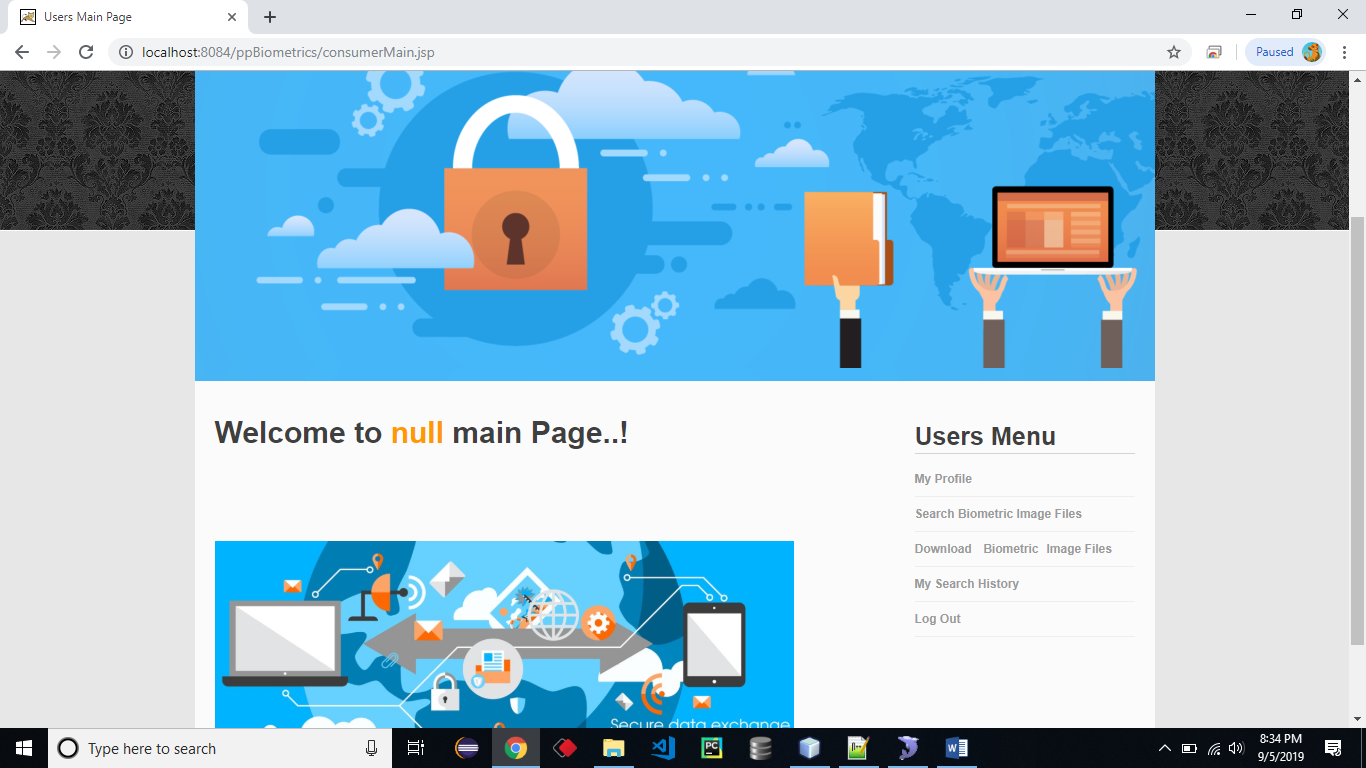 Users Main Page
localhost:8084/ppBiometrics/consumerMain.jsp
Paused
Welcome to null main Page..!
Users Menu
My Profile
Search Biometric Image Files
Download Biometric Image Files
My Search History
Log Out
Secure data exchange
Type here to search
PC
8:34 PM
9/5/2019